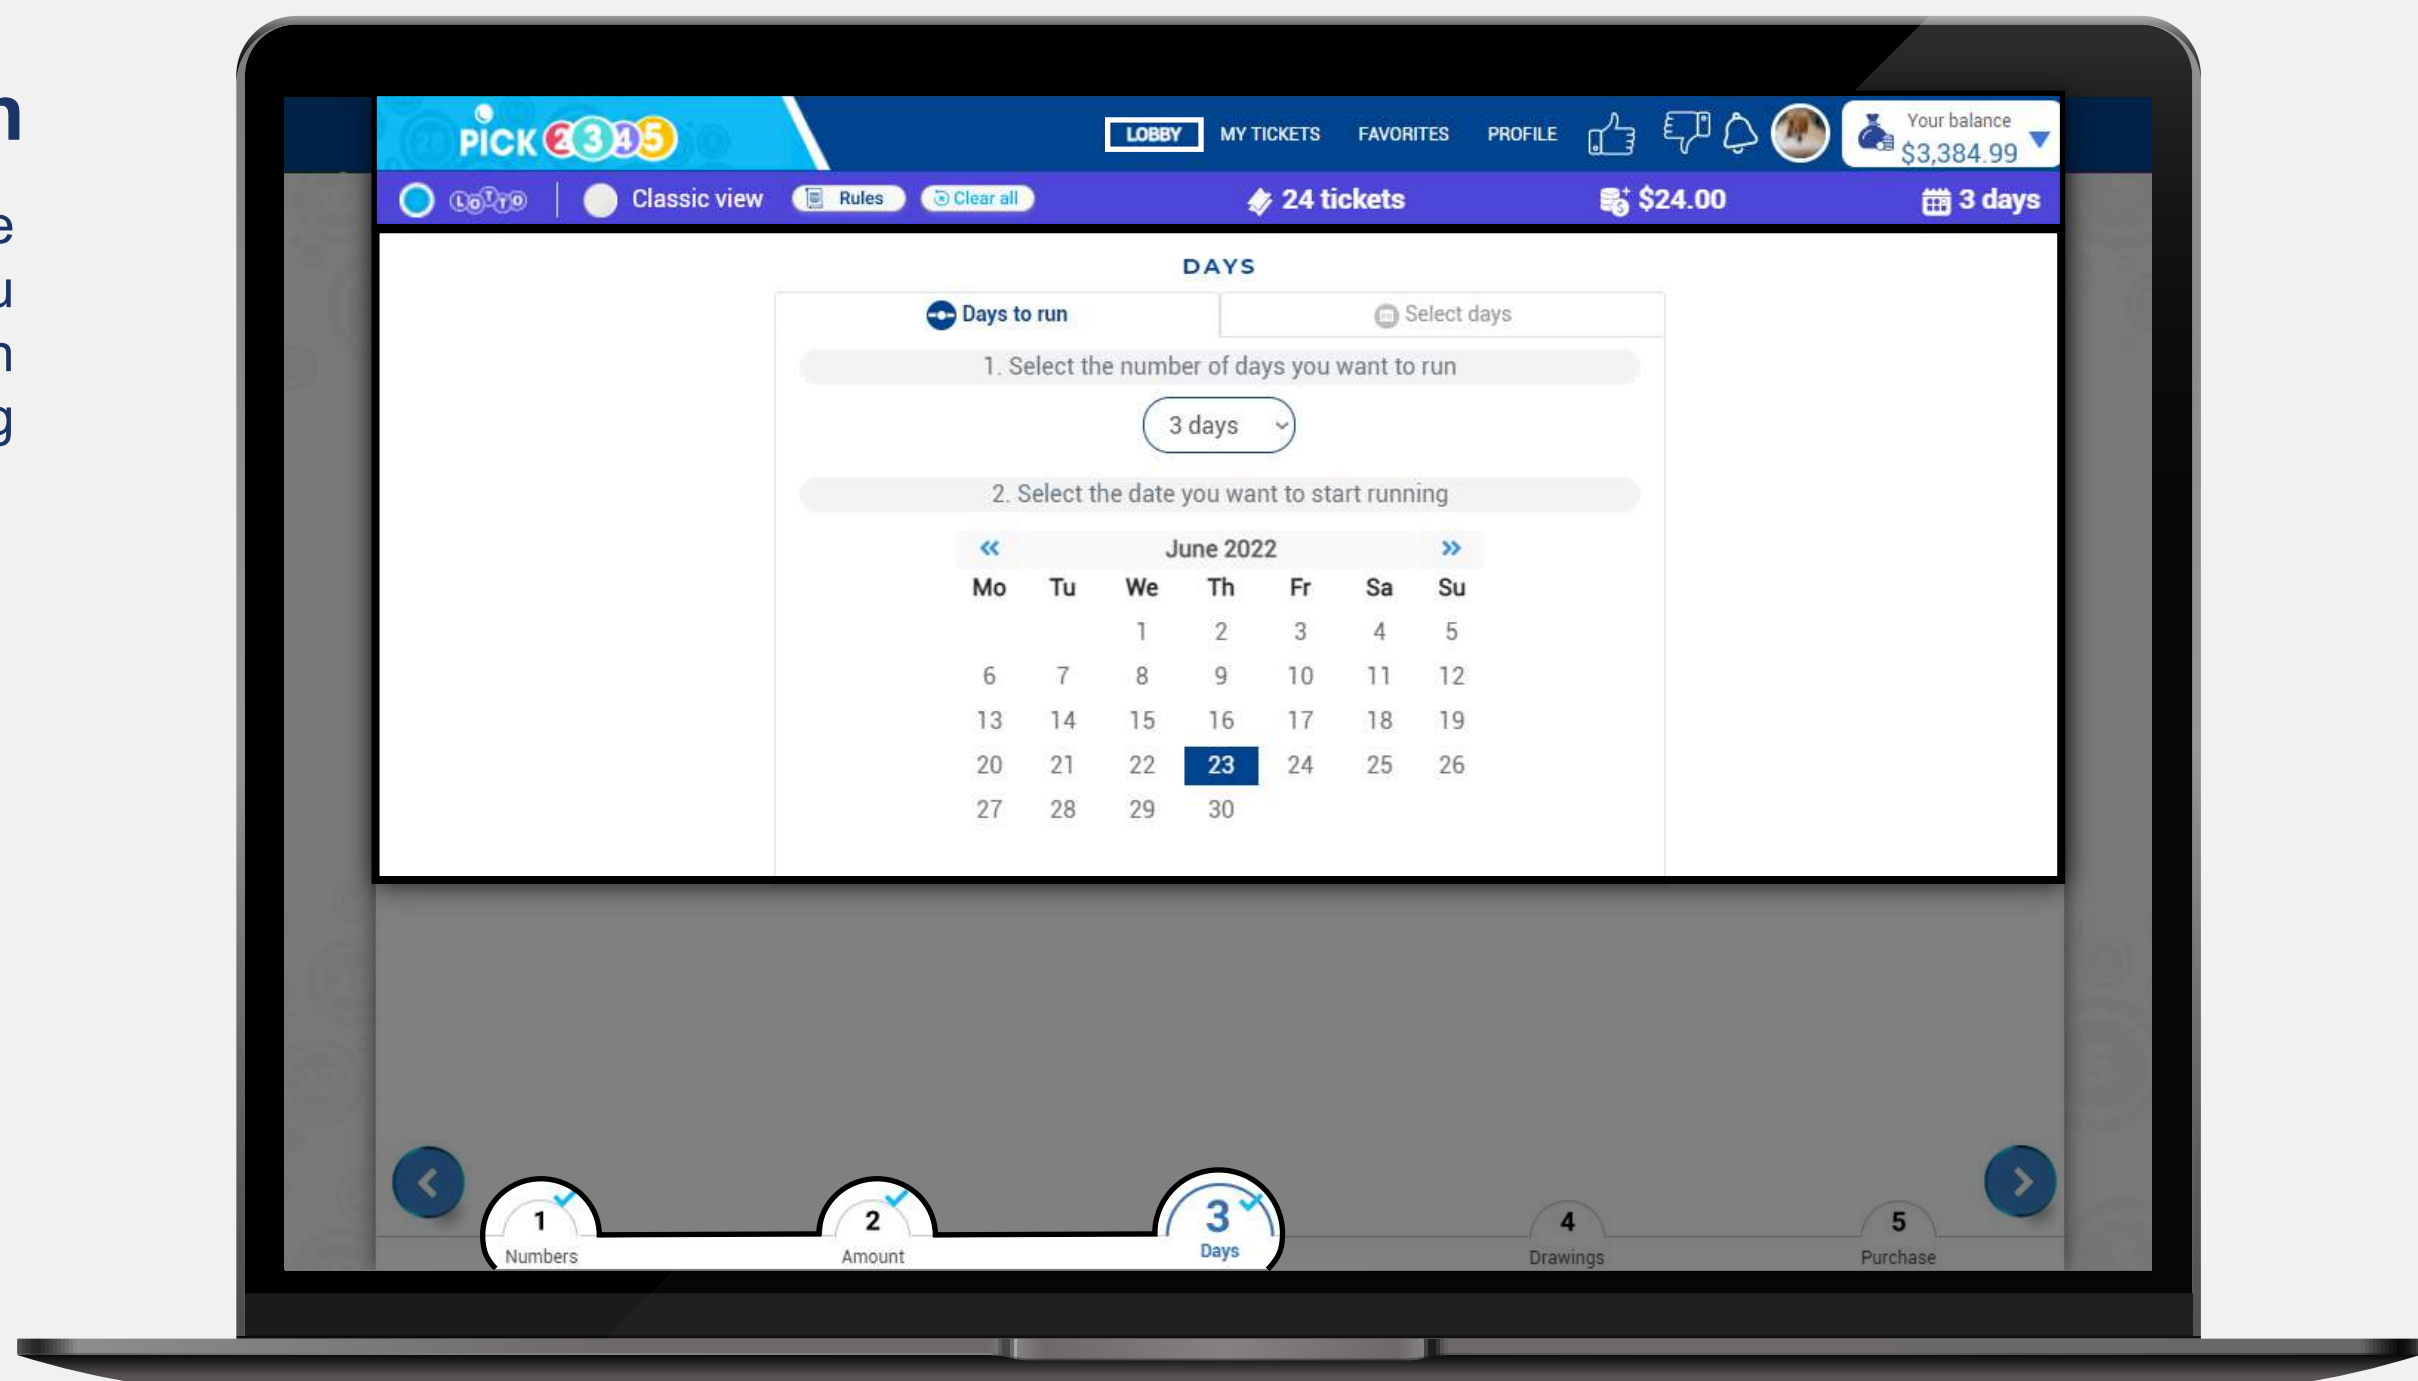 n
e
u
n
g
PiCK 2345
LOBBY MY TICKETS FAVORITES PROFILE
Your balance
$3,384.99
LOTTO Classic view Rules Clear all 24 tickets $24.00 3 days
DAYS
Days to run Select days
1. Select the number of days you want to run
3 days
2. Select the date you want to start running
« June 2022 »
Mo Tu We Th Fr Sa Su
1 2 3 4 5
6 7 8 9 10 11 12
13 14 15 16 17 18 19
20 21 22 23 24 25 26
27 28 29 30
1 2 3 4 5
Numbers Amount Days Drawings Purchase